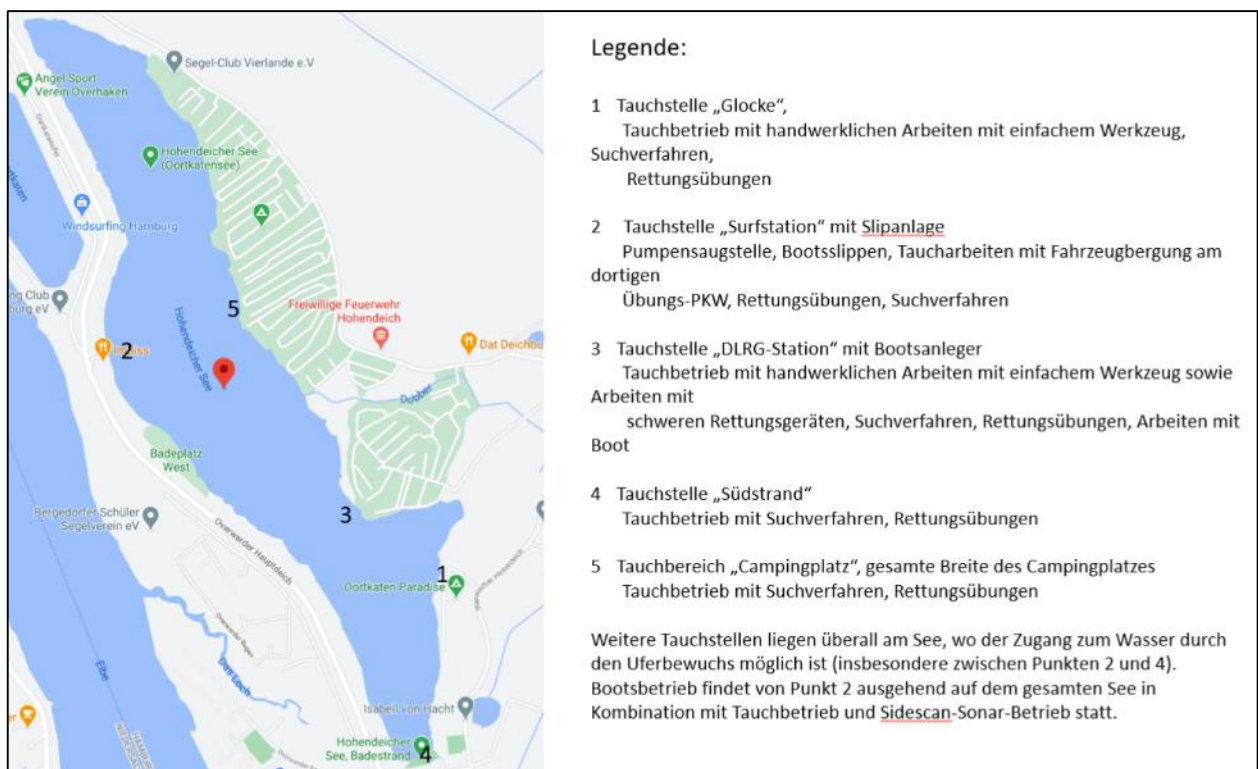 Segel-Club Vierlande e.V
Angel Sport
Verein Overhaken
Hohendeicher See
(Oortkatensee)
Windsurfing Hamburg
Freiwillige Feuerwehr
Hohendeich
Dat Deichbu
5
2
Hohendeicher See
Dubber
Badeplatz
West
Bergedorfer Schüler
Segelverein eV
3
Overwerder Hauptdeich
1
Oortkaten Paradise
Das Loch
Elbe
Isabell von Hacht
Hohendeicher
See, Badestrand
4
Legende:
1 Tauchstelle „Glocke“,
Tauchbetrieb mit handwerklichen Arbeiten mit einfachem Werkzeug,
Suchverfahren,
Rettungsübungen
2 Tauchstelle „Surfstation“ mit Slipanlage
Pumpensaugstelle, Bootsslippen, Taucharbeiten mit Fahrzeugbergung am
dortigen
Übungs-PKW, Rettungsübungen, Suchverfahren
3 Tauchstelle „DLRG-Station“ mit Bootsanleger
Tauchbetrieb mit handwerklichen Arbeiten mit einfachem Werkzeug sowie
Arbeiten mit
schweren Rettungsgeräten, Suchverfahren, Rettungsübungen, Arbeiten mit
Boot
4 Tauchstelle „Südstrand“
Tauchbetrieb mit Suchverfahren, Rettungsübungen
5 Tauchbereich „Campingplatz“, gesamte Breite des Campingplatzes
Tauchbetrieb mit Suchverfahren, Rettungsübungen
Weitere Tauchstellen liegen überall am See, wo der Zugang zum Wasser durch
den Uferbewuchs möglich ist (insbesondere zwischen Punkten 2 und 4).
Bootsbetrieb findet von Punkt 2 ausgehend auf dem gesamten See in
Kombination mit Tauchbetrieb und Sidescan-Sonar-Betrieb statt.